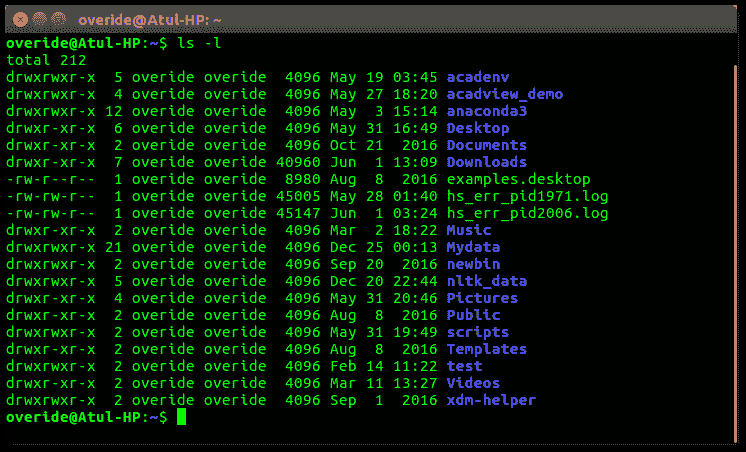 overide@Atul-HP: ~
overide@Atul-HP:~$ ls -l
total 212
drwxrwxr-x  5 overide overide  4096 May 19 03:45 acadenv
drwxrwxr-x  4 overide overide  4096 May 27 18:20 acadview_demo
drwxrwxr-x 12 overide overide  4096 May  3 15:14 anaconda3
drwxr-xr-x  6 overide overide  4096 May 31 16:49 Desktop
drwxr-xr-x  2 overide overide  4096 Oct 21  2016 Documents
drwxr-xr-x  7 overide overide 40960 Jun  1 13:09 Downloads
-rw-r--r--  1 overide overide  8980 Aug  8  2016 examples.desktop
-rw-rw-r--  1 overide overide 45005 May 28 01:40 hs_err_pid1971.log
-rw-rw-r--  1 overide overide 45147 Jun  1 03:24 hs_err_pid2006.log
drwxr-xr-x  2 overide overide  4096 Mar  2 18:22 Music
drwxrwxr-x 21 overide overide  4096 Dec 25 00:13 Mydata
drwxrwxr-x  2 overide overide  4096 Sep 20  2016 newbin
drwxrwxr-x  5 overide overide  4096 Dec 20 22:44 nltk_data
drwxr-xr-x  4 overide overide  4096 May 31 20:46 Pictures
drwxr-xr-x  2 overide overide  4096 Aug  8  2016 Public
drwxrwxr-x  2 overide overide  4096 May 31 19:49 scripts
drwxr-xr-x  2 overide overide  4096 Aug  8  2016 Templates
drwxrwxr-x  2 overide overide  4096 Feb 14 11:22 test
drwxr-xr-x  2 overide overide  4096 Mar 11 13:27 Videos
drwxrwxr-x  2 overide overide  4096 Sep  1  2016 xdm-helper
overide@Atul-HP:~$